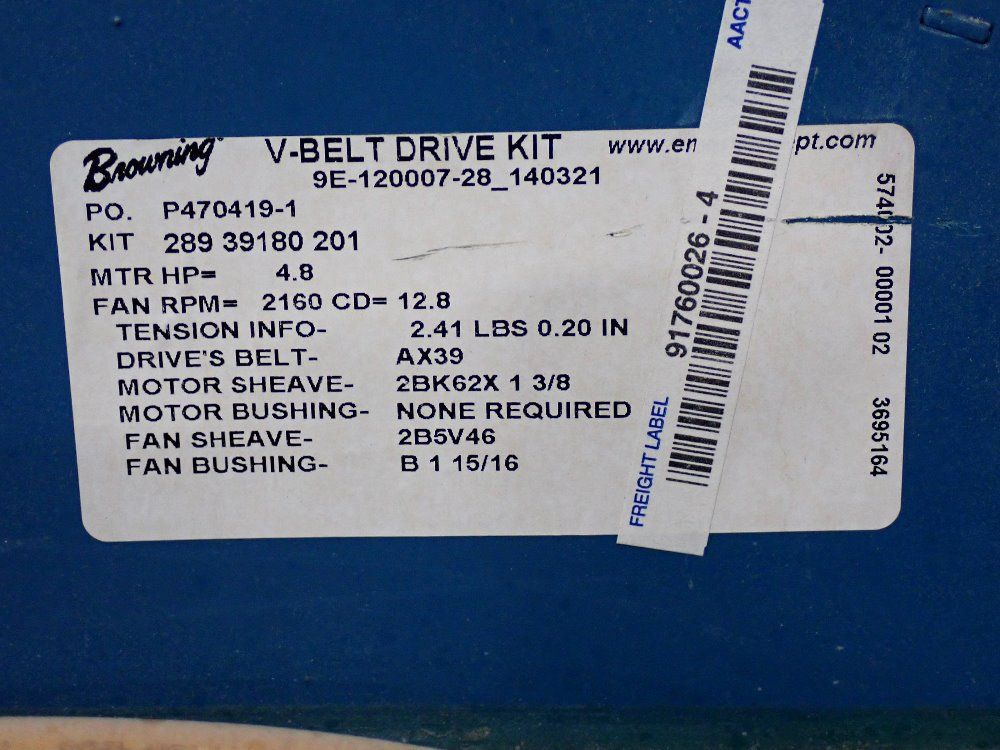 Browning V-BELT DRIVE KIT
9E-120007-28_140321
PO. P470419-1
KIT 289 39180 201
MTR HP= 4.8
FAN RPM= 2160 CD= 12.8
TENSION INFO- 2.41 LBS 0.20 IN
DRIVE'S BELT- AX39
MOTOR SHEAVE- 2BK62X 1 3/8
MOTOR BUSHING- NONE REQUIRED
FAN SHEAVE- 2B5V46
FAN BUSHING- B 1 15/16
FREIGHT LABEL
91760026 - 4
00001 02 3695164